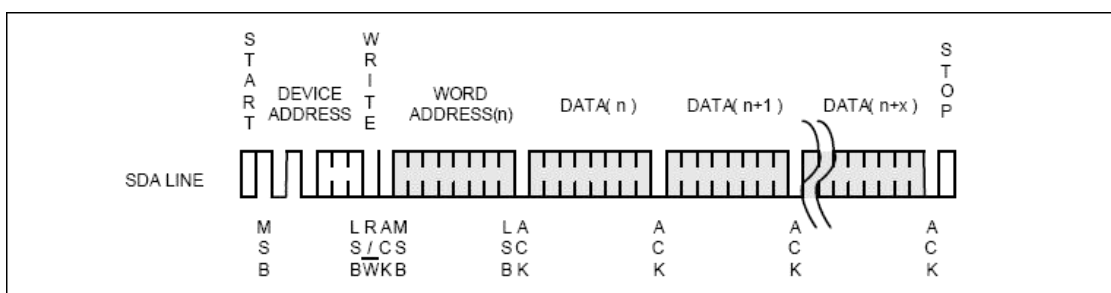 START
DEVICE
ADDRESS
WRITE
WORD
ADDRESS(n)
DATA( n )
DATA( n+1 )
DATA( n+x )
STOP
SDA LINE
MSB
LSB
R/W
ACK
MSB
LSB
ACK
ACK
ACK
ACK